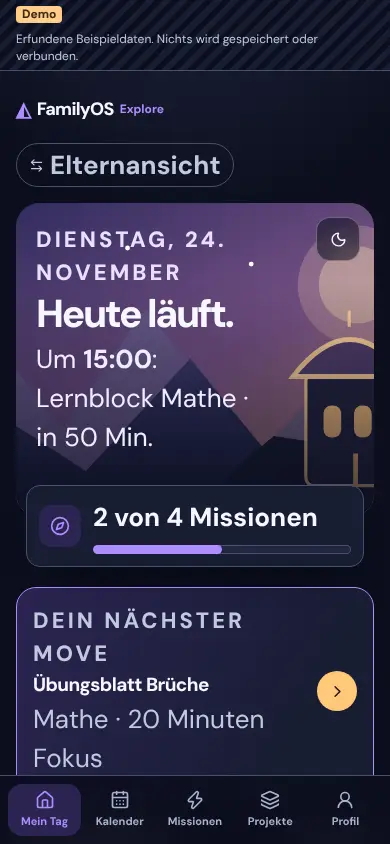 Demo
Erfundene Beispieldaten. Nichts wird gespeichert oder
verbunden.
FamilyOS Explore
Elternansicht
DIENSTAG, 24.
NOVEMBER
Heute läuft.
Um 15:00:
Lernblock Mathe ·
in 50 Min.
2 von 4 Missionen
DEIN NÄCHSTER
MOVE
Übungsblatt Brüche
Mathe · 20 Minuten
Fokus
Mein Tag Kalender Missionen Projekte Profil